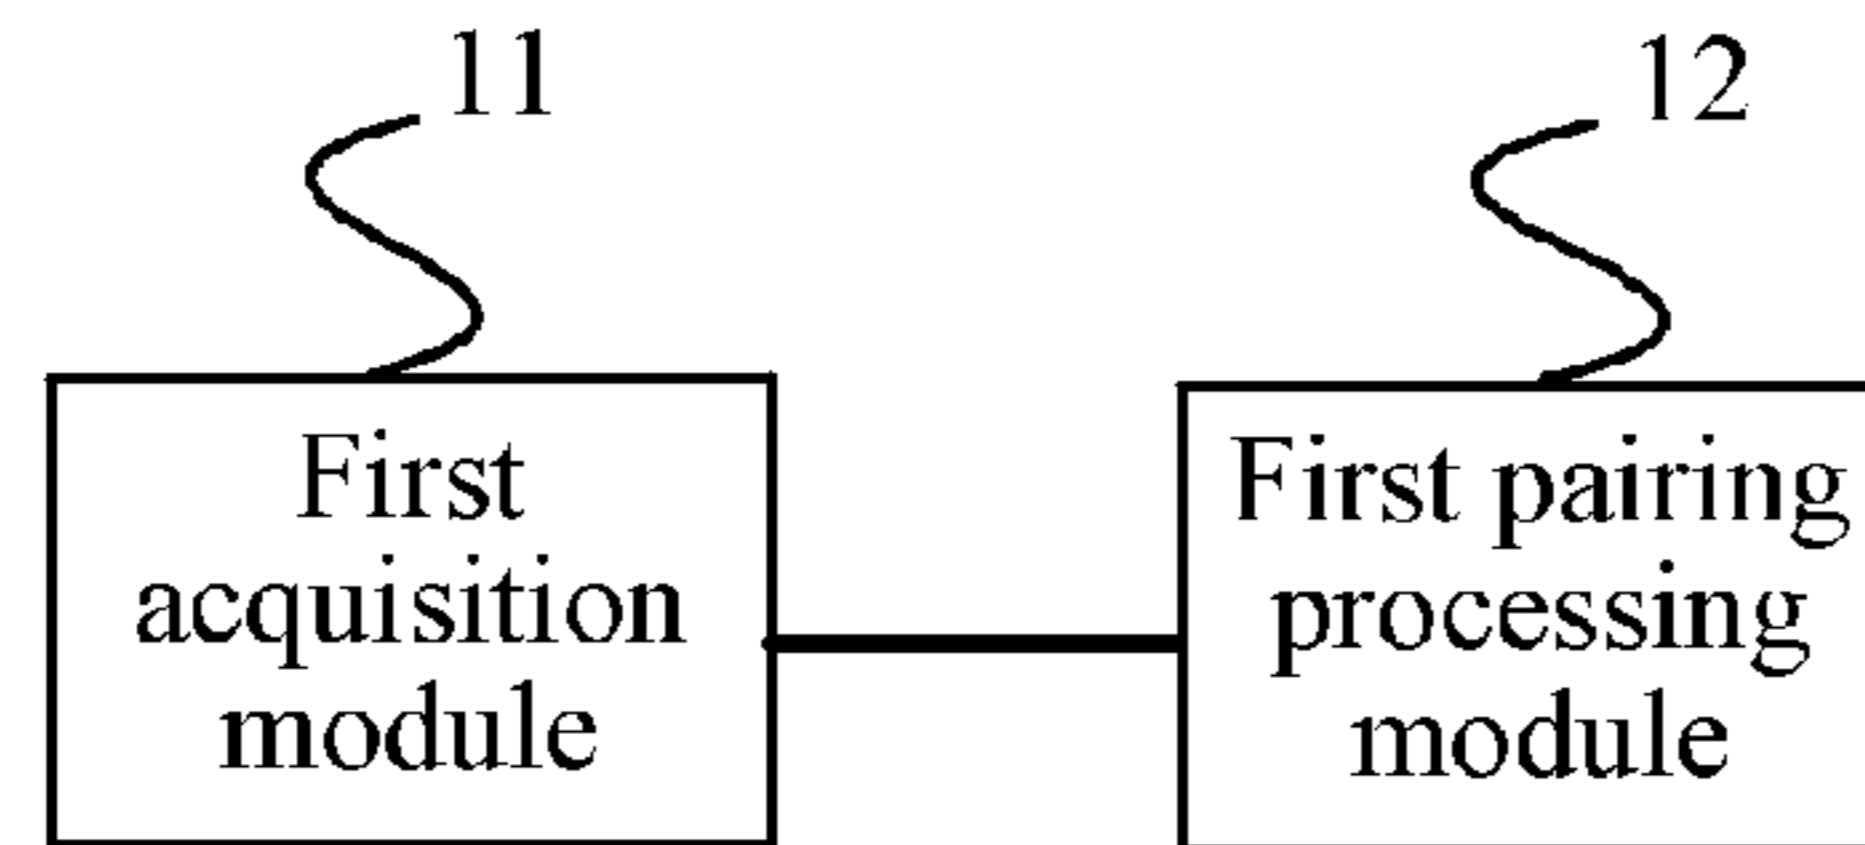 11
12
First
acquisition
module
First pairing
processing
module